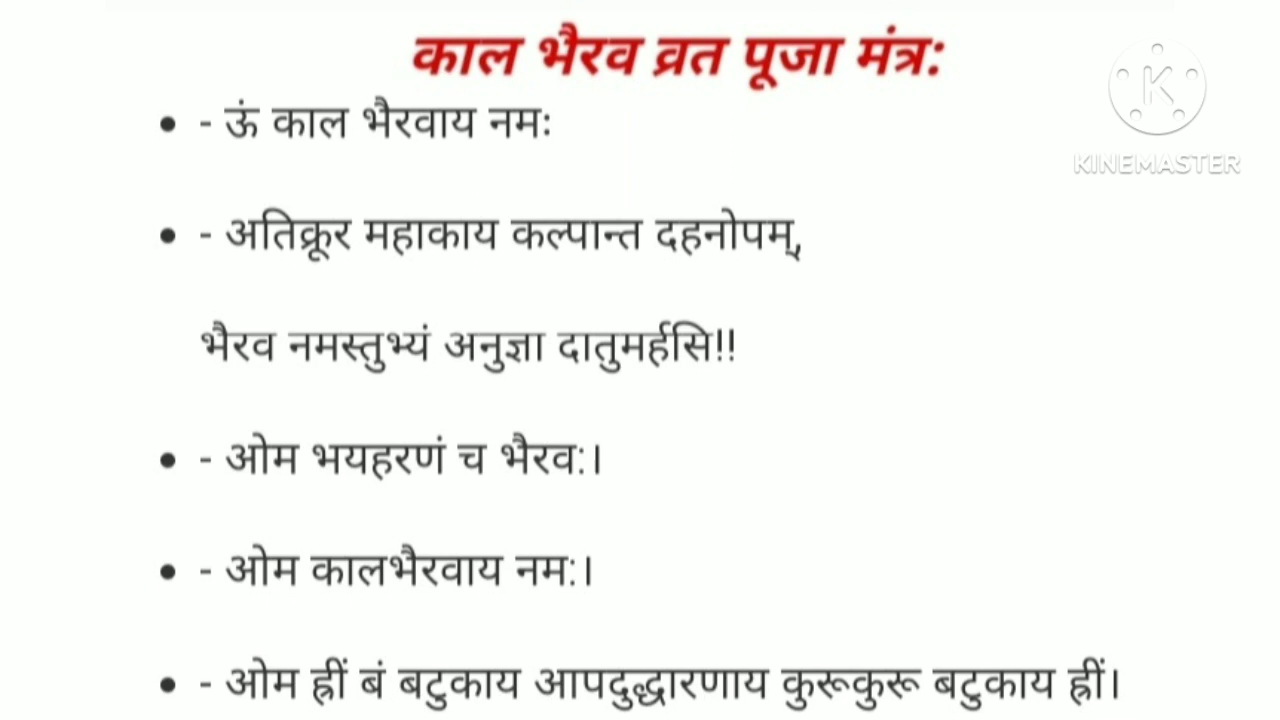 काल भैरव व्रत पूजा मंत्र:
K
KINEMASTER
• - ऊं काल भैरवाय नमः
• - अतिक्रूर महाकाय कल्पान्त दहनोपम्,
भैरव नमस्तुभ्यं अनुज्ञा दातुमर्हसि!!
• - ओम भयहरणं च भैरव:।
• - ओम कालभैरवाय नम:।
• - ओम ह्रीं बं बटुकाय आपदुद्धारणाय कुरूकुरू बटुकाय ह्रीं।